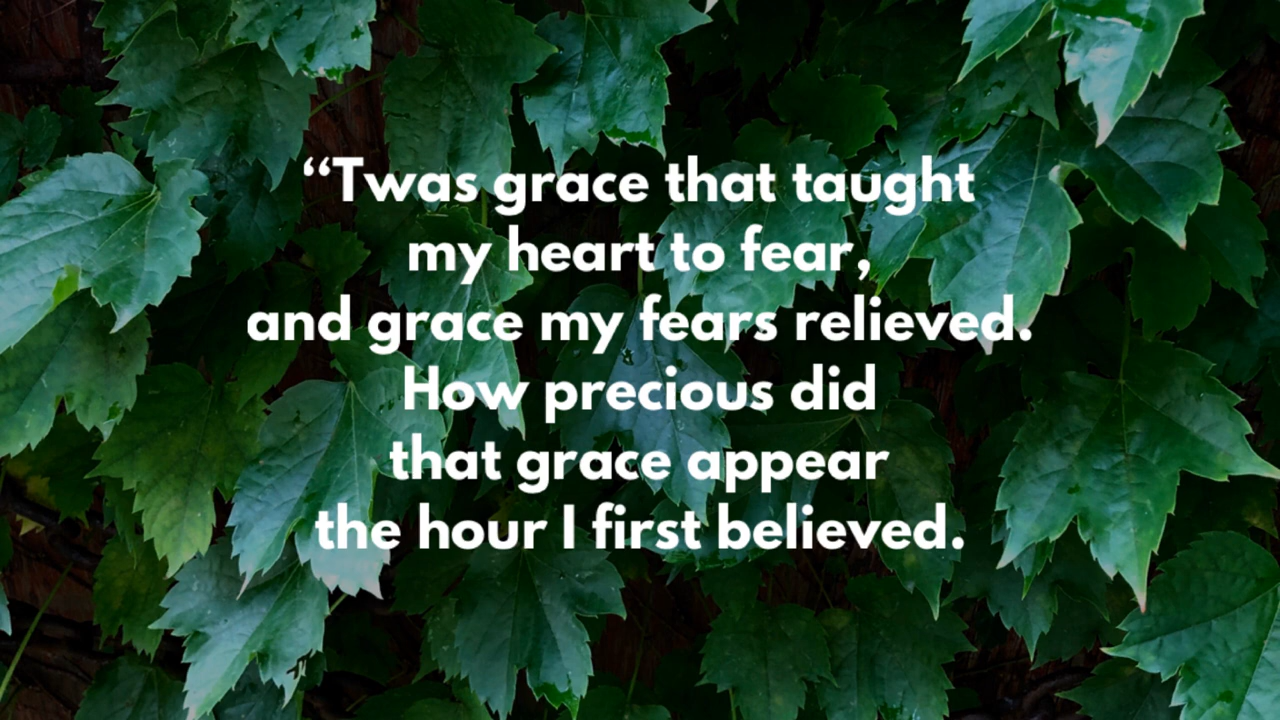 “Twas grace that taught
my heart to fear,
and grace my fears relieved.
How precious did
that grace appear
the hour I first believed.